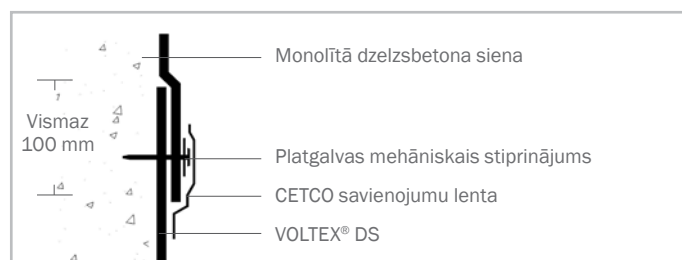 Monolītā dzelzsbetona siena
Vismaz
100 mm
Platgalvas mehāniskais stiprinājums
CETCO savienojumu lenta
VOLTEX® DS